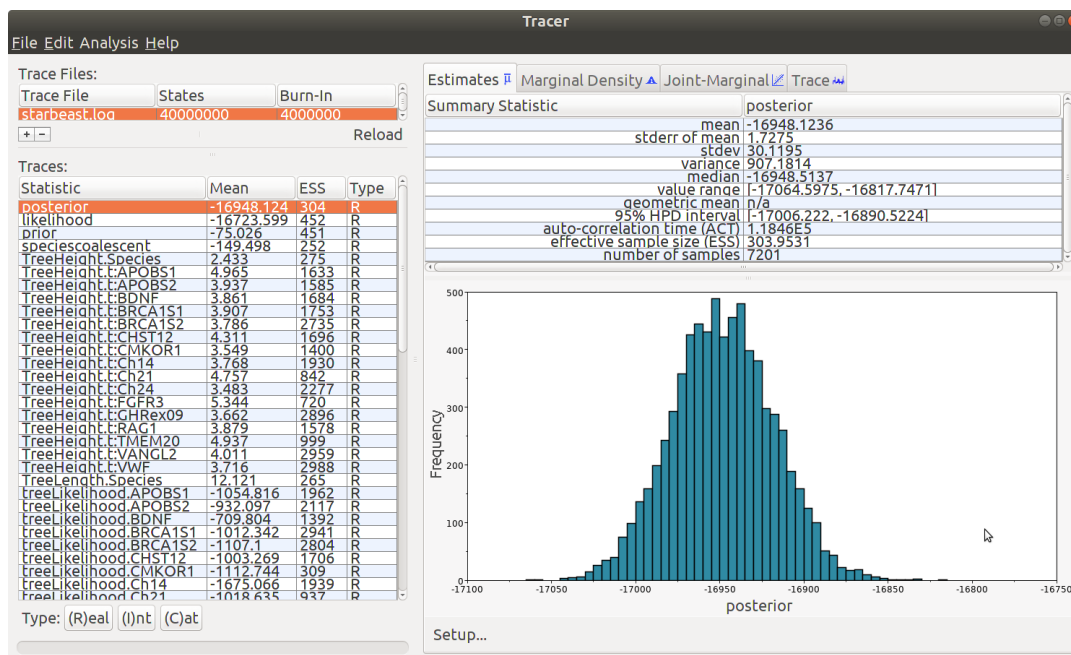 Tracer
File Edit Analysis Help
Trace Files:
Trace File States Burn-In
starbeast.log 40000000 4000000
+ − Reload
Traces:
Statistic Mean ESS Type
posterior -16948.124 304 R
likelihood -16723.599 452 R
prior -75.026 451 R
speciescoalescent -149.498 252 R
TreeHeight.Species 2.433 275 R
TreeHeight.t:APOBS1 4.965 1633 R
TreeHeight.t:APOBS2 3.937 1585 R
TreeHeight.t:BDNF 3.861 1684 R
TreeHeight.t:BRCA1S1 3.907 1753 R
TreeHeight.t:BRCA1S2 3.786 2735 R
TreeHeight.t:CHST12 4.311 1696 R
TreeHeight.t:CMKOR1 3.549 1400 R
TreeHeight.t:Ch14 3.768 1930 R
TreeHeight.t:Ch21 4.757 842 R
TreeHeight.t:Ch24 3.483 2277 R
TreeHeight.t:FGFR3 5.344 720 R
TreeHeight.t:GHRex09 3.662 2896 R
TreeHeight.t:RAG1 3.879 1578 R
TreeHeight.t:TMEM20 4.937 999 R
TreeHeight.t:VANGL2 4.011 2959 R
TreeHeight.t:VWF 3.716 2988 R
TreeLength.Species 12.121 265 R
treeLikelihood.APOBS1 -1054.816 1962 R
treeLikelihood.APOBS2 -932.097 2117 R
treeLikelihood.BDNF -709.804 1392 R
treeLikelihood.BRCA1S1 -1012.342 2941 R
treeLikelihood.BRCA1S2 -1107.1 2804 R
treeLikelihood.CHST12 -1003.269 1706 R
treeLikelihood.CMKOR1 -1112.744 309 R
treeLikelihood.Ch14 -1675.066 1939 R
treeLikelihood.Ch21 -1018.635 937 R
Type: (R)eal (I)nt (C)at
Estimates Marginal Density Joint-Marginal Trace
Summary Statistic posterior
mean -16948.1236
stderr of mean 1.7275
stdev 30.1195
variance 907.1814
median -16948.5137
value range [-17064.5975, -16817.7471]
geometric mean n/a
95% HPD interval [-17006.222, -16890.5224]
auto-correlation time (ACT) 1.1846E5
effective sample size (ESS) 303.9531
number of samples 7201
500
400
300
200
100
0
Frequency
-17100 -17050 -17000 -16950 -16900 -16850 -16800 -16750
posterior
Setup...